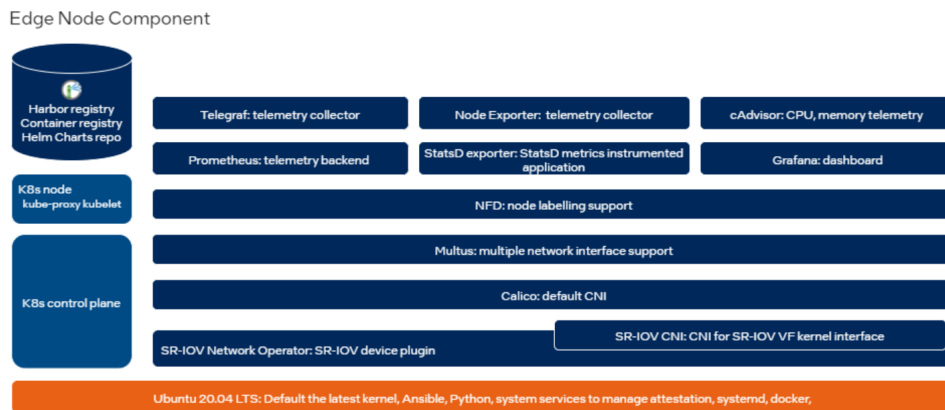 Edge Node Component
Harbor registry
Container registry
Helm Charts repo
Telegraf: telemetry collector
Node Exporter: telemetry collector
cAdvisor: CPU, memory telemetry
Prometheus: telemetry backend
StatsD exporter: StatsD metrics instrumented
application
Grafana: dashboard
K8s node
kube-proxy kubelet
NFD: node labelling support
Multus: multiple network interface support
K8s control plane
Calico: default CNI
SR-IOV CNI: CNI for SR-IOV VF kernel interface
SR-IOV Network Operator: SR-IOV device plugin
Ubuntu 20.04 LTS: Default the latest kernel, Ansible, Python, system services to manage attestation, systemd, docker,